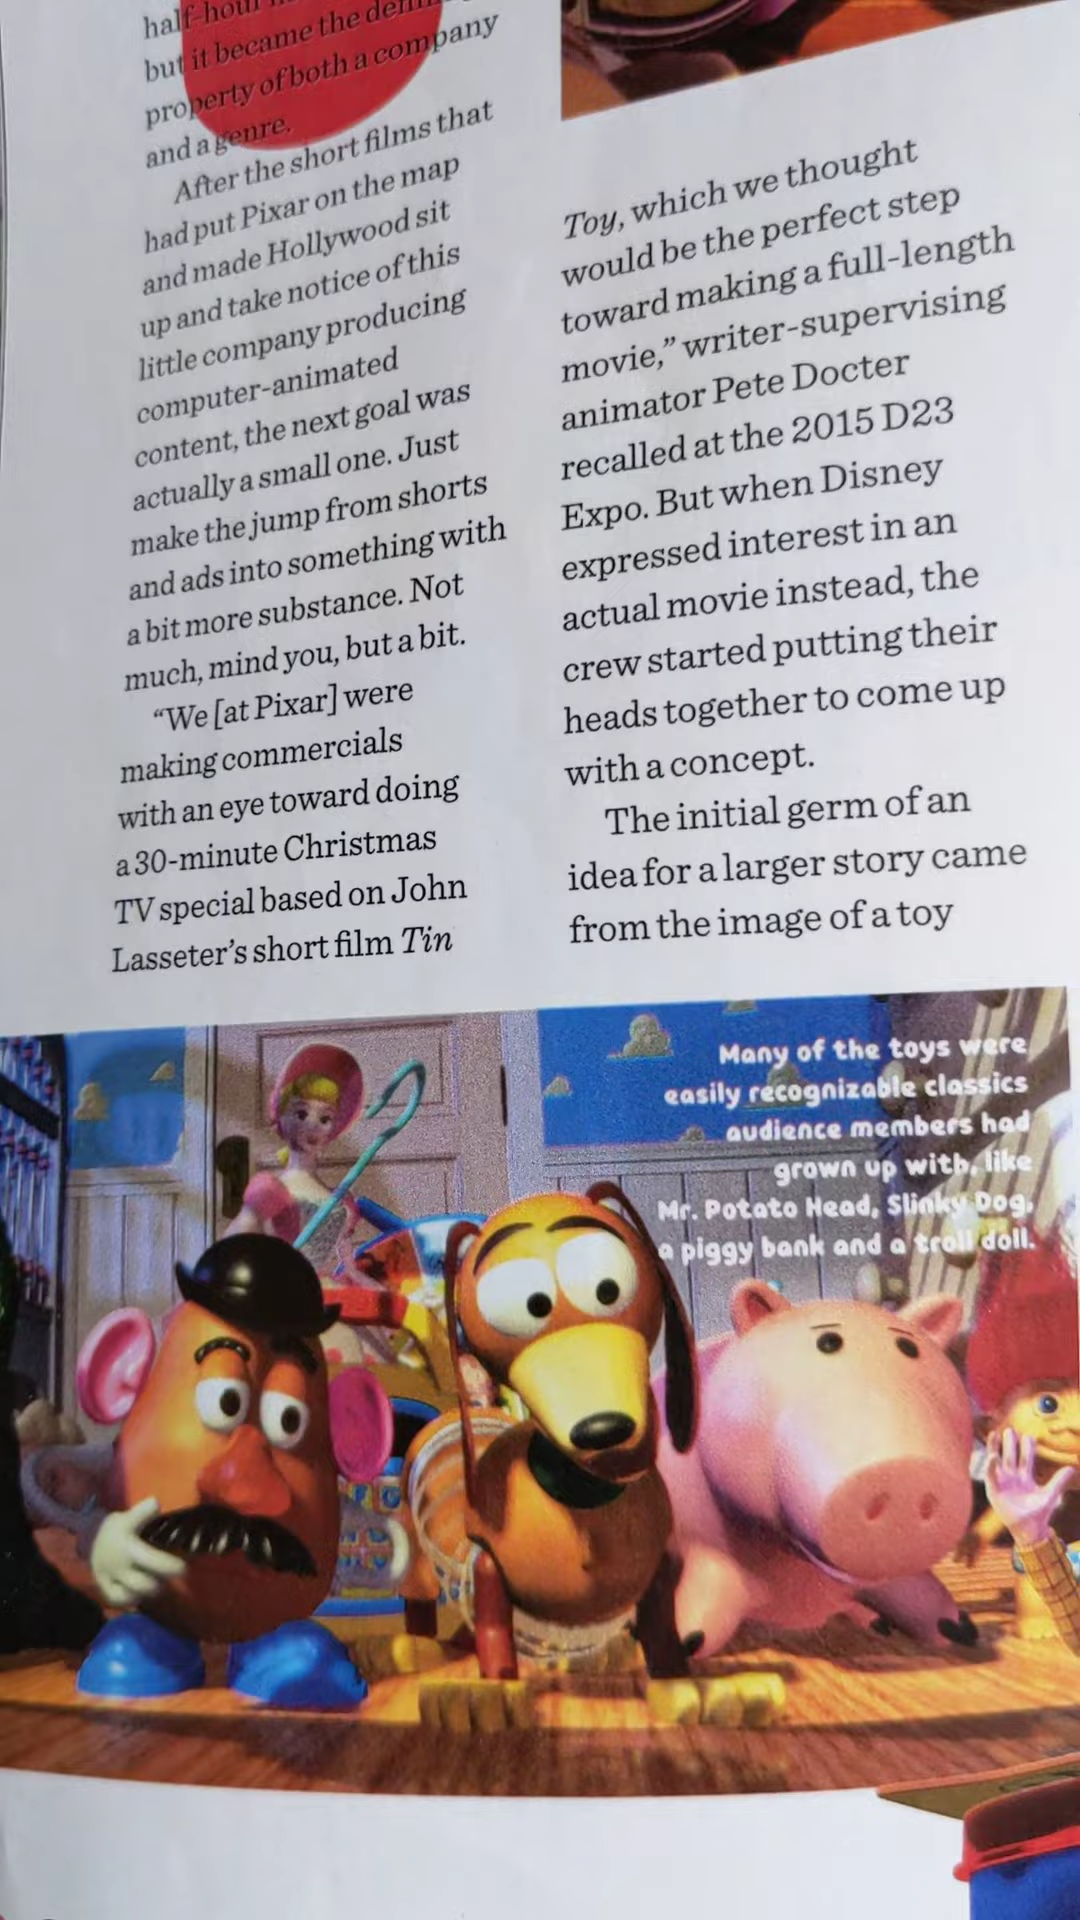 half-hour
but it became the
property of both a company
and a genre.
After the short films that
had put Pixar on the map
and made Hollywood sit
up and take notice of this
little company producing
computer-animated
content, the next goal was
actually a small one. Just
make the jump from shorts
and ads into something with
a bit more substance. Not
much, mind you, but a bit.
“We [at Pixar] were
making commercials
with an eye toward doing
a 30-minute Christmas
TV special based on John
Lasseter’s short film Tin
Toy, which we thought
would be the perfect step
toward making a full-length
movie,” writer-supervising
animator Pete Docter
recalled at the 2015 D23
Expo. But when Disney
expressed interest in an
actual movie instead, the
crew started putting their
heads together to come up
with a concept.
The initial germ of an
idea for a larger story came
from the image of a toy
Many of the toys were
easily recognizable classics
audience members had
grown up with, like
Mr. Potato Head, Slinky Dog,
a piggy bank and a troll doll.